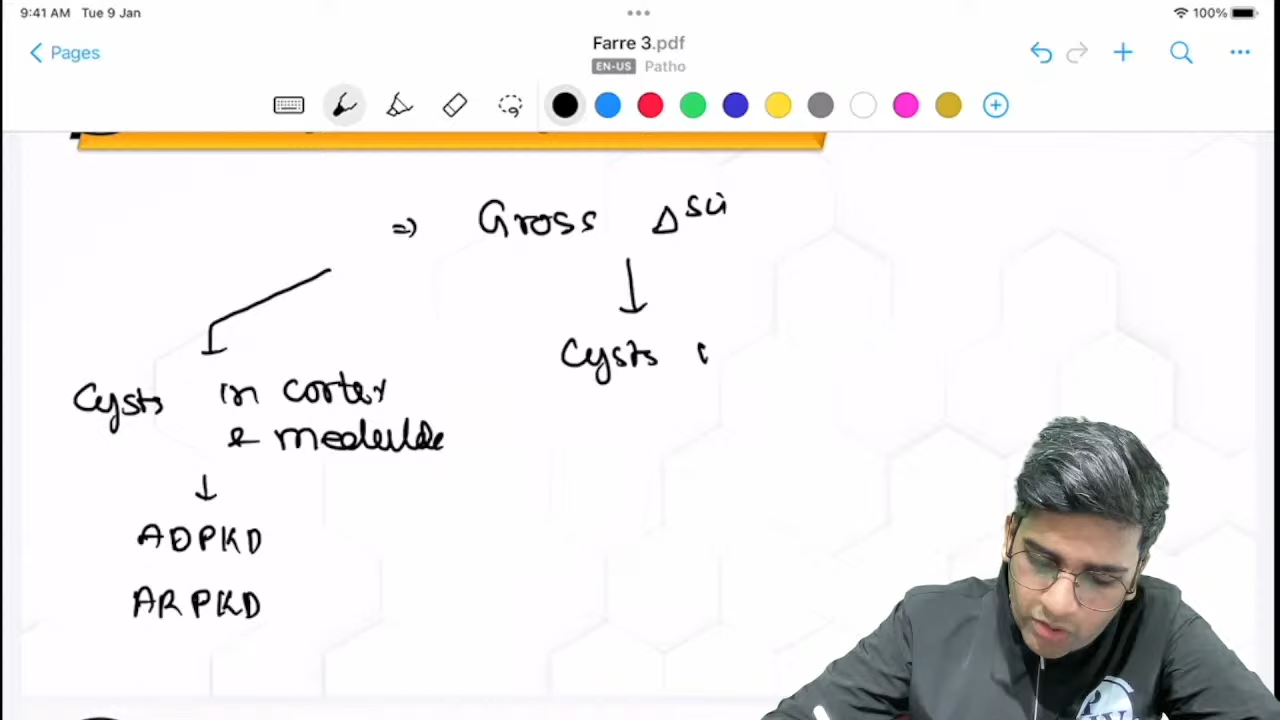 9:41 AM Tue 9 Jan
100%
Pages
Farre 3.pdf
EN-US Patho
=) Gross Δsis
Cysts in cortex
& medulla
ADPKD
ARPKD
Cysts